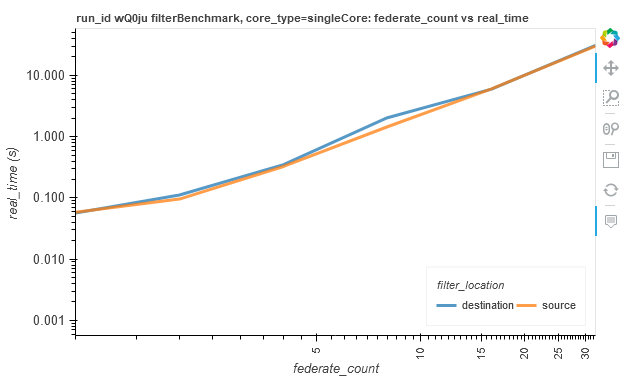 run_id wQ0ju filterBenchmark, core_type=singleCore: federate_count vs real_time
10.000
1.000
0.100
0.010
0.001
real_time (s)
filter_location
destination
source
5
10
15
20
25
30
federate_count